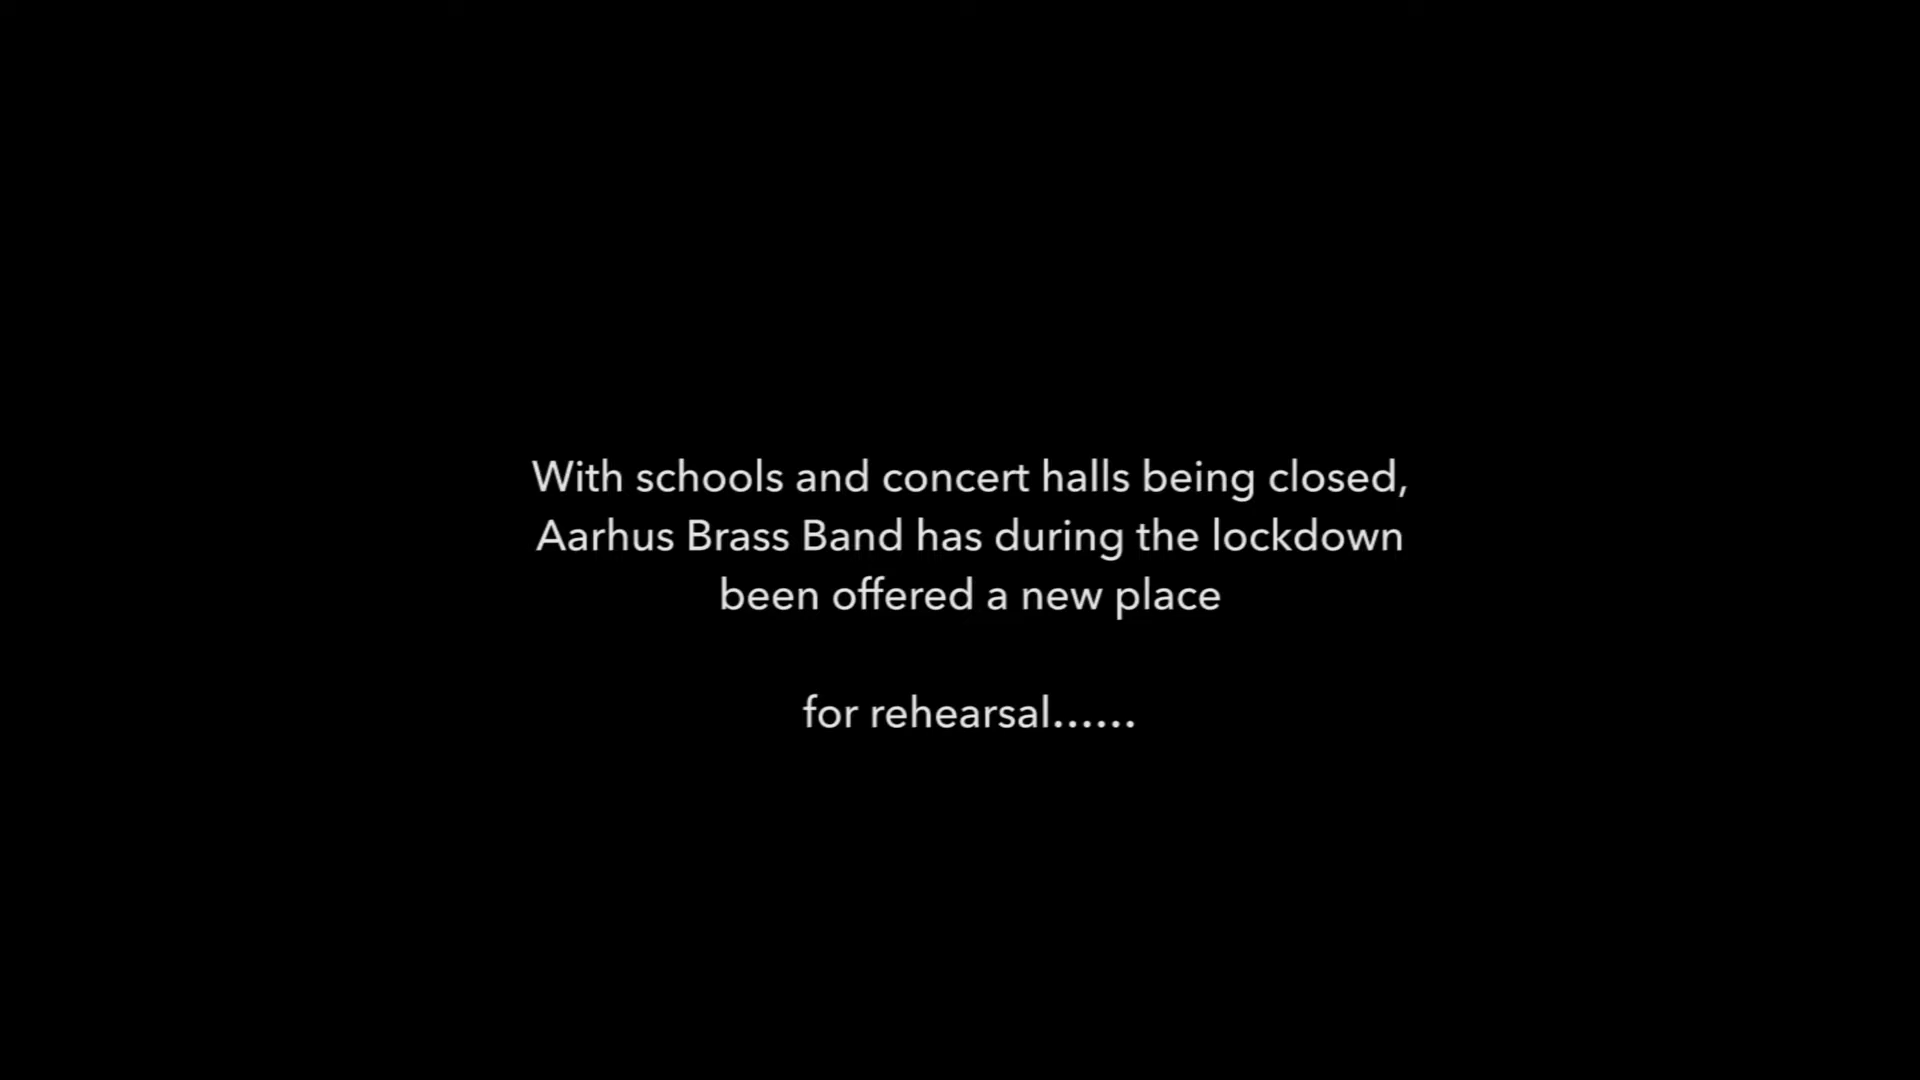 With schools and concert halls being closed,
Aarhus Brass Band has during the lockdown
been offered a new place
for rehearsal......